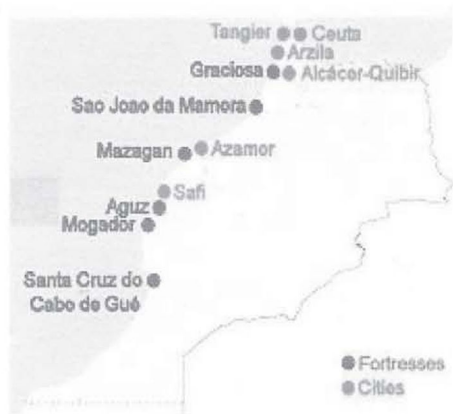 Tangier Ceuta
Arzila
Graciosa Alcácer-Quibir
Sao Joao da Mamora
Mazagan Azamor
Safi
Aguz
Mogador
Santa Cruz do
Cabo de Gué
Fortresses
Cities